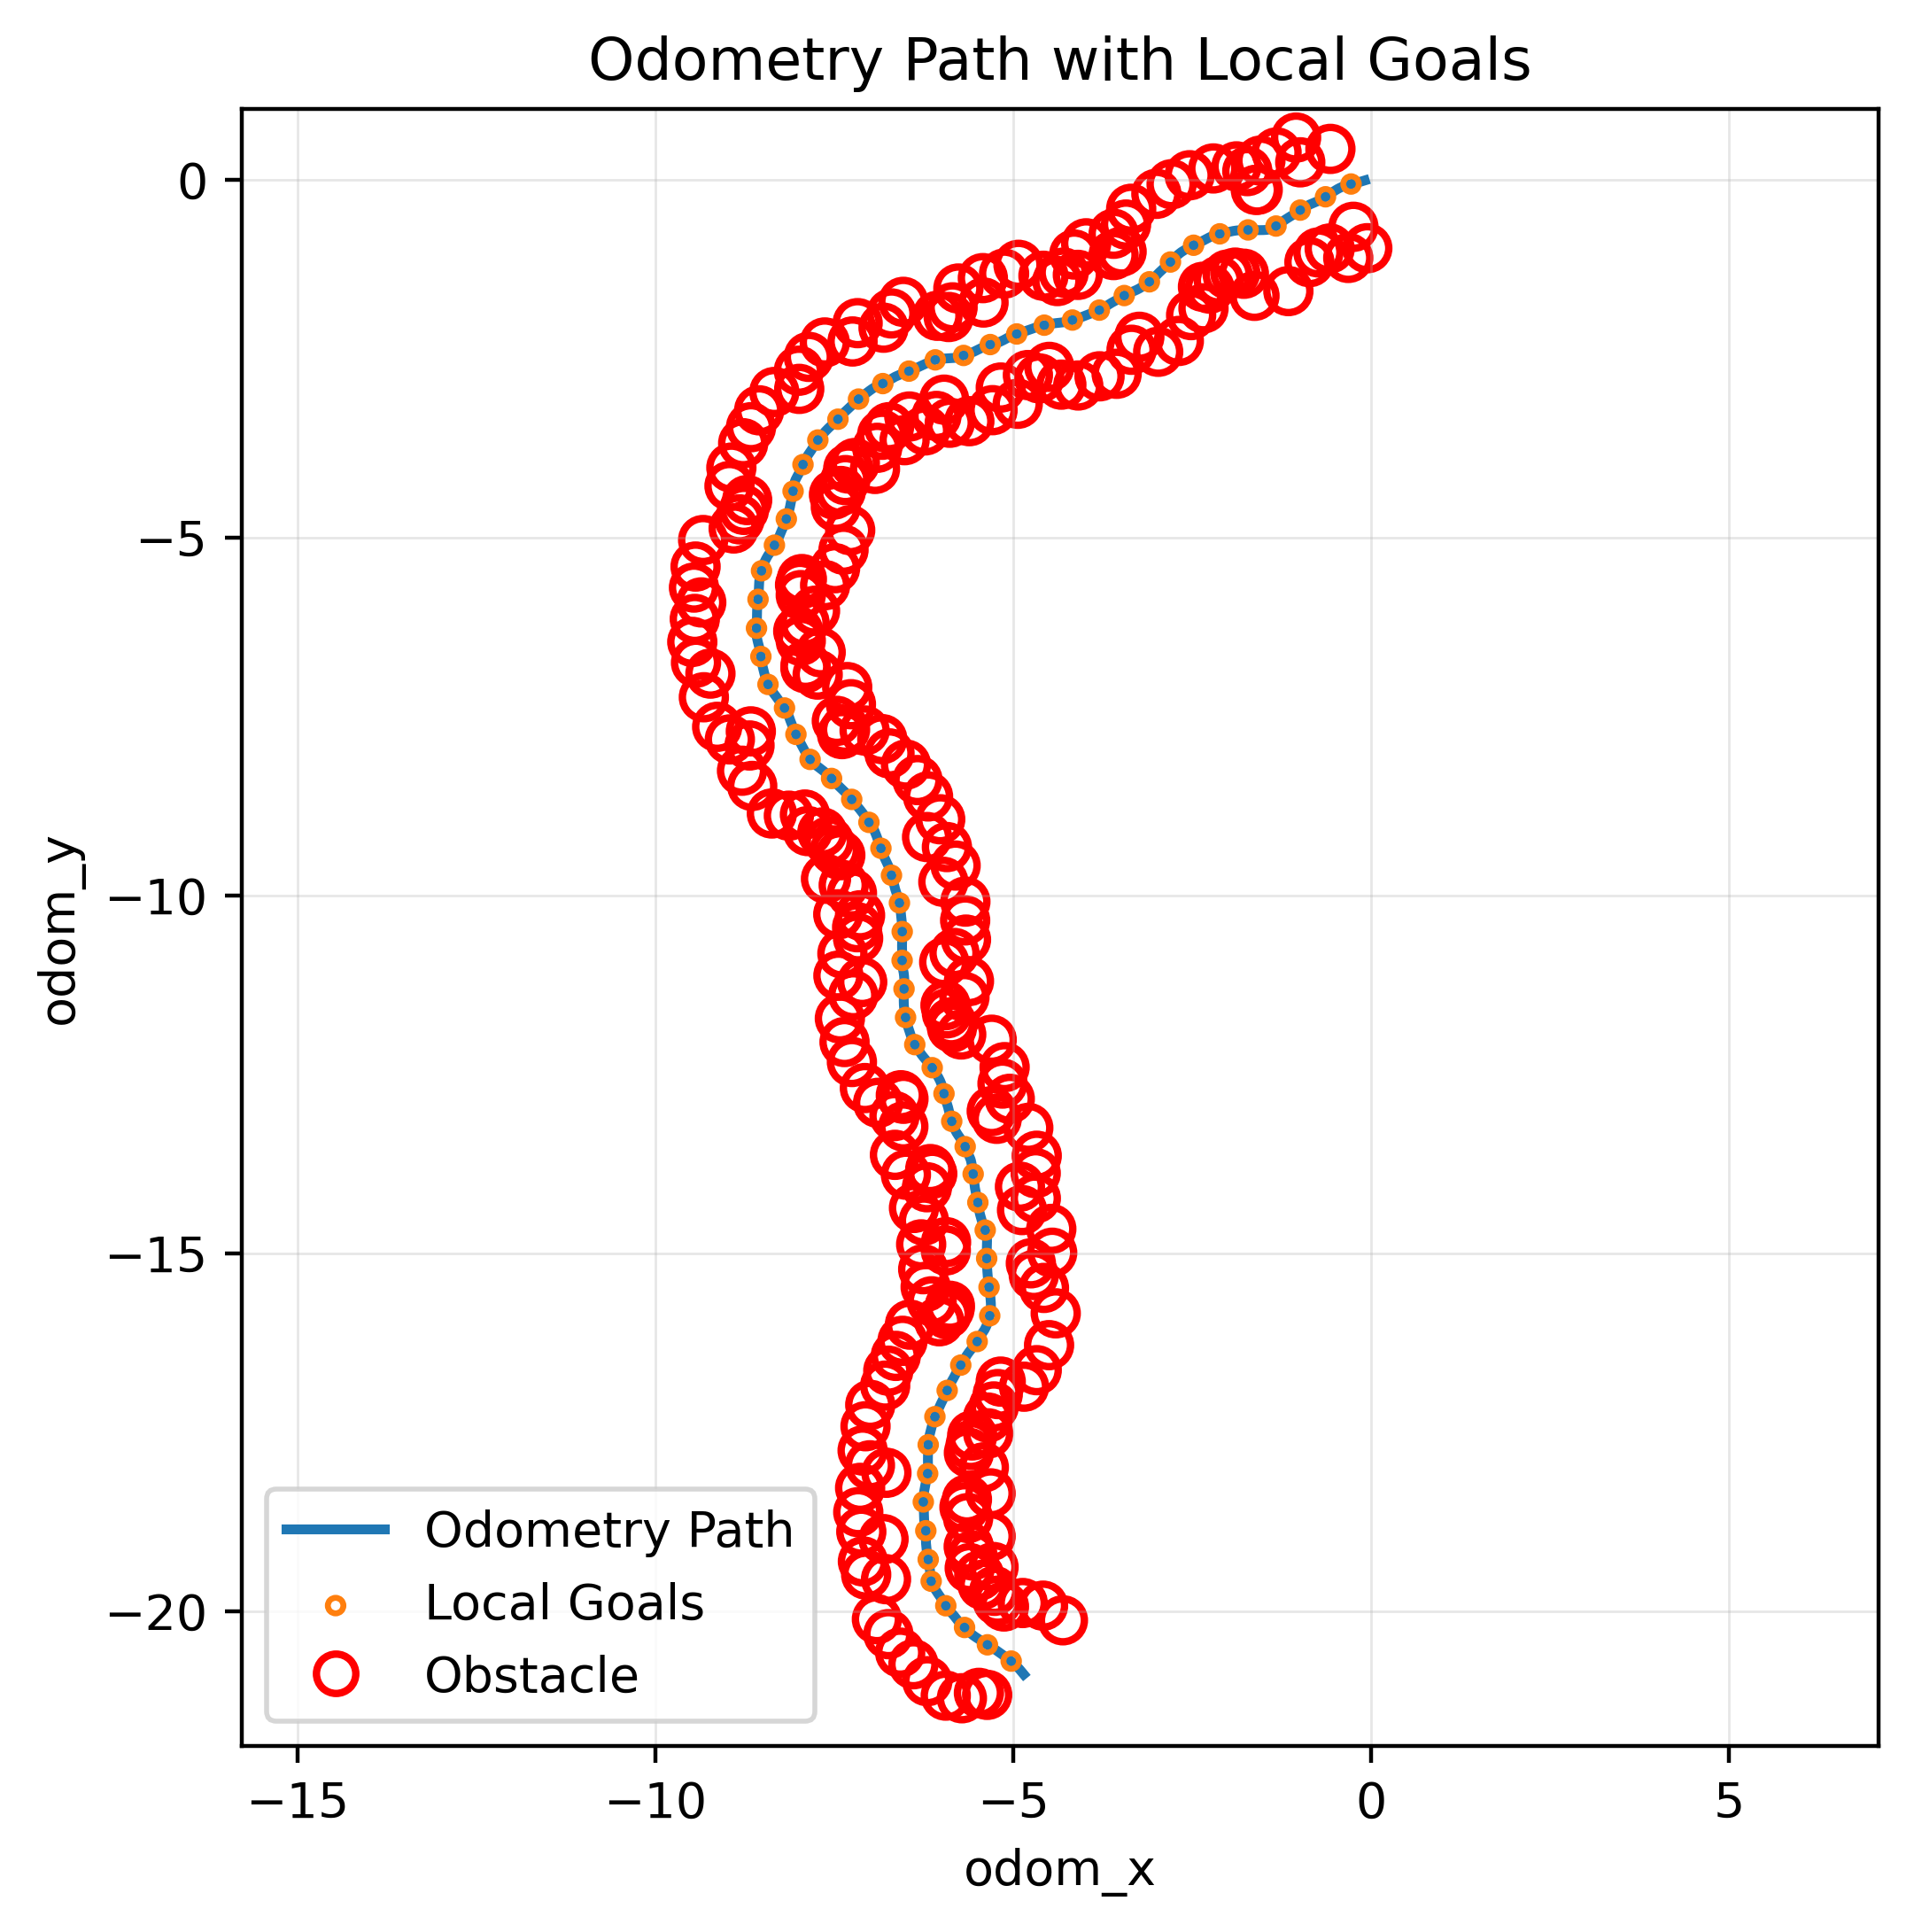 Odometry Path with Local Goals
odom_y
0
−5
−10
−15
−20
Odometry Path
Local Goals
Obstacle
−15
−10
−5
0
5
odom_x